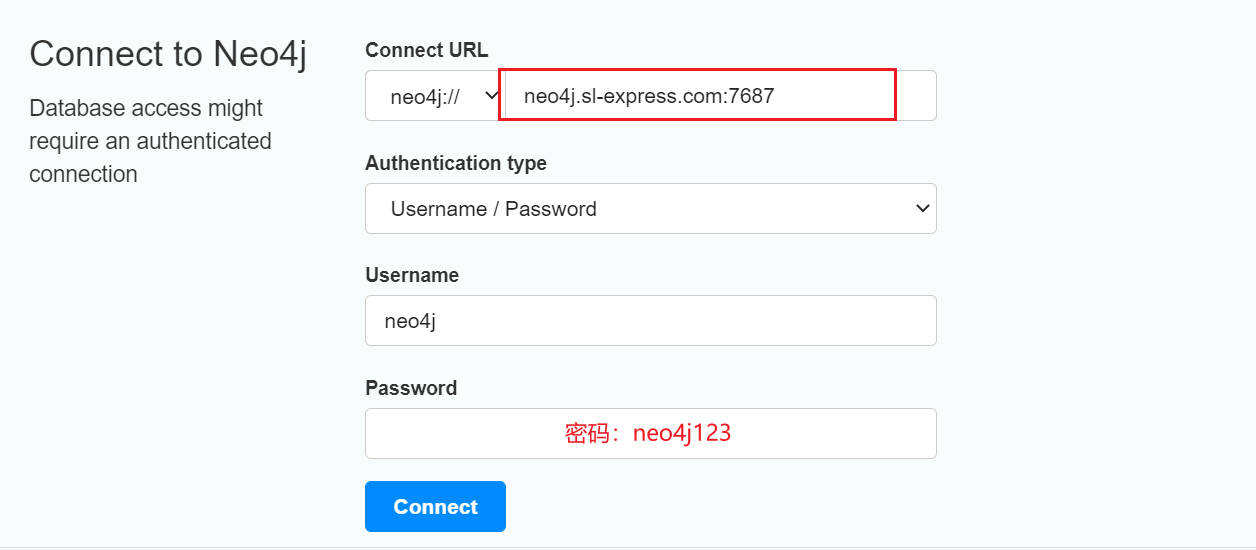 Connect to Neo4j
Database access might
require an authenticated
connection
Connect URL
neo4j://
neo4j.sl-express.com:7687
Authentication type
Username / Password
Username
neo4j
Password
密码：neo4j123
Connect